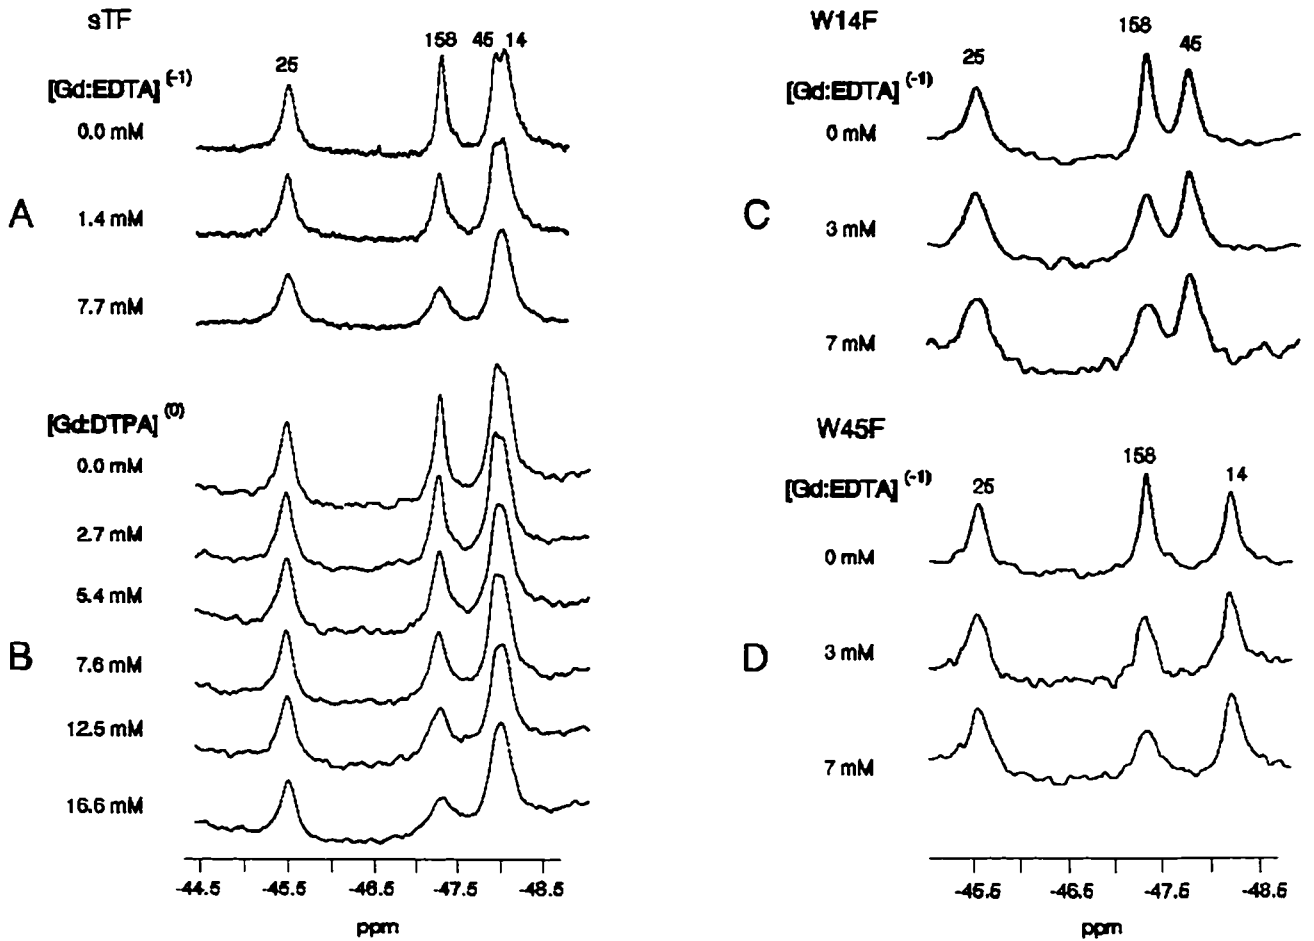 sTF
25 158 45 14
[Gd:EDTA] (-1)
0.0 mM
A
1.4 mM
7.7 mM
[Gd:DTPA] (0)
0.0 mM
2.7 mM
5.4 mM
B
7.6 mM
12.5 mM
16.6 mM
-44.5 -45.5 -46.5 -47.5 -48.5
ppm
W14F
25 158 45
[Gd:EDTA] (-1)
0 mM
C
3 mM
7 mM
W45F
25 158 14
[Gd:EDTA] (-1)
0 mM
D
3 mM
7 mM
-45.5 -46.5 -47.5 -48.5
ppm